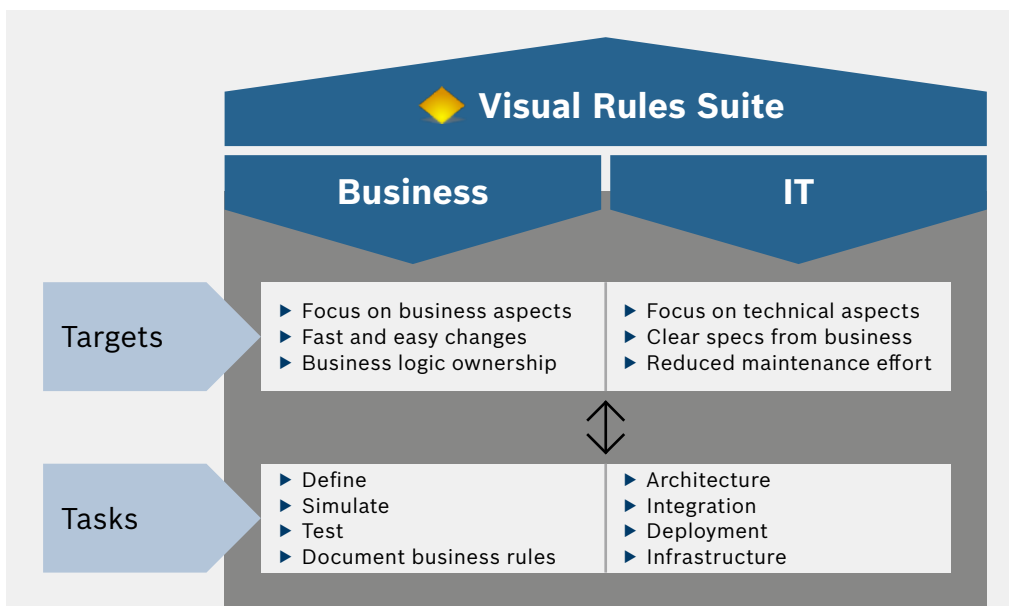 Visual Rules Suite
Business
IT
Targets
Focus on business aspects
Fast and easy changes
Business logic ownership
Focus on technical aspects
Clear specs from business
Reduced maintenance effort
Tasks
Define
Simulate
Test
Document business rules
Architecture
Integration
Deployment
Infrastructure